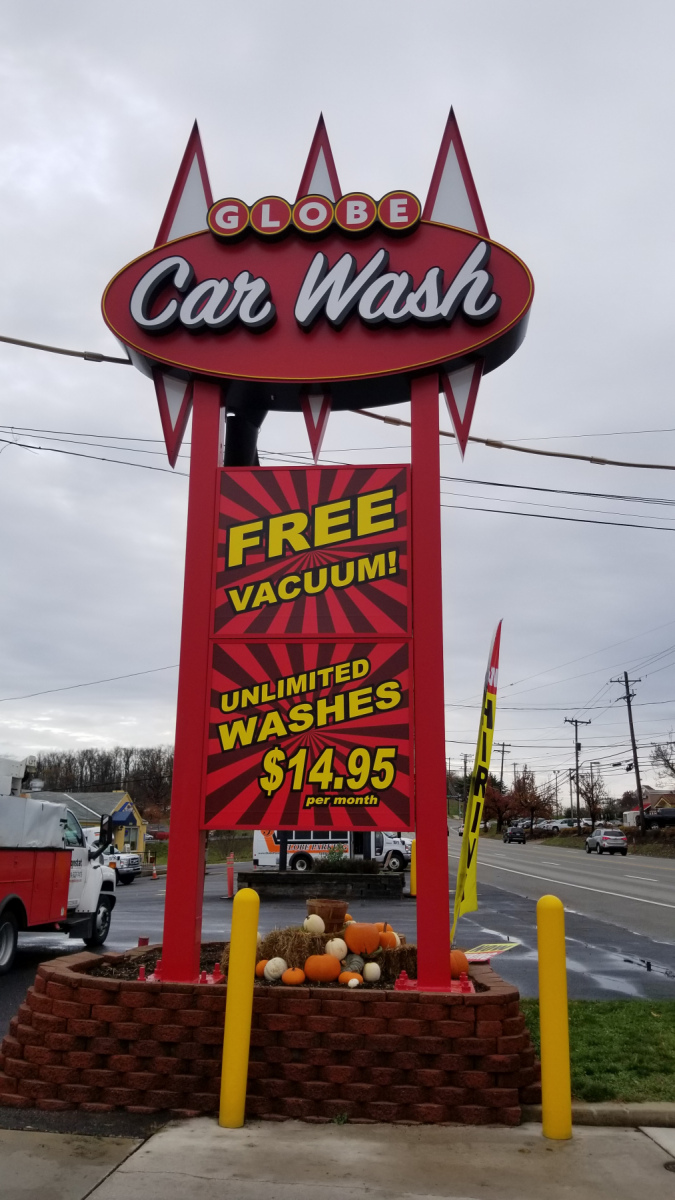 GLOBE
Car Wash
FREE
VACUUM!
UNLIMITED
WASHES
$14.95
per month